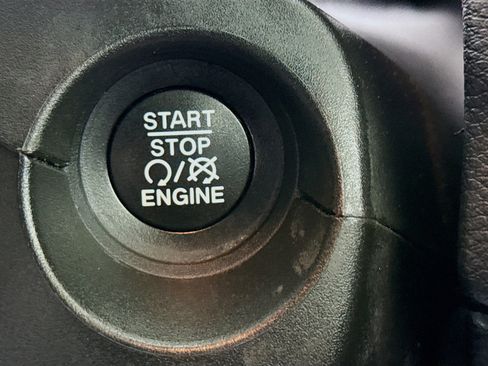 START
STOP
/
ENGINE